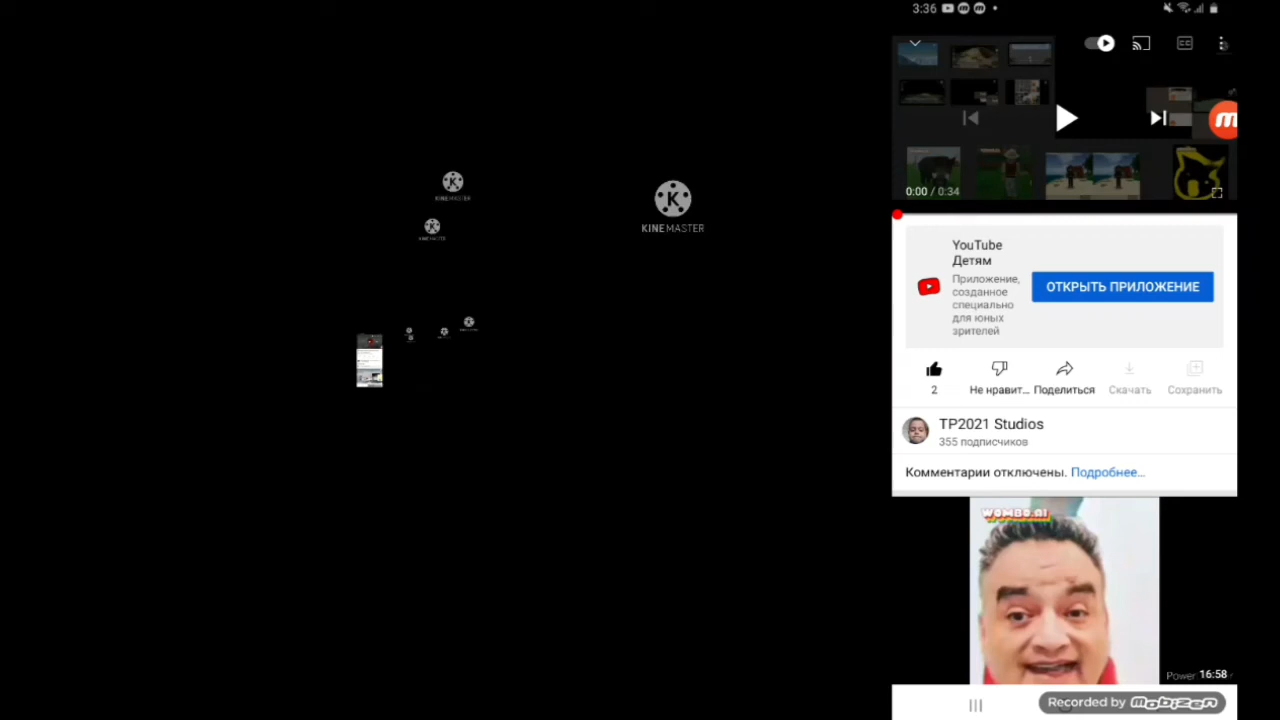 3:36
0:00 / 0:34
KINEMASTER
KINEMASTER
KINEMASTER
YouTube
Детям
Приложение,
созданное
специально
для юных
зрителей
ОТКРЫТЬ ПРИЛОЖЕНИЕ
2
Не нравит...
Поделиться
Скачать
Сохранить
TP2021 Studios
355 подписчиков
Комментарии отключены. Подробнее...
WOMBO.AI
Power 16:58
Recorded by mobizen